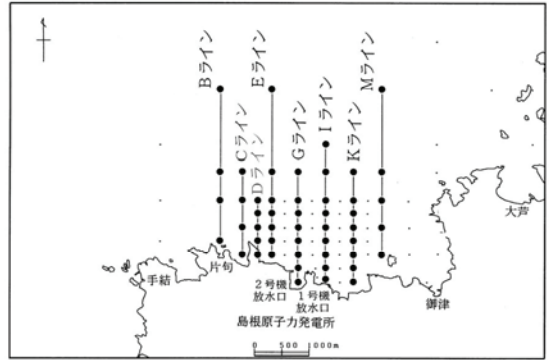 Bライン
Cライン
Dライン
Eライン
Gライン
Iライン
Kライン
Mライン
大芦
手結
片句
2号機
放水口
1号機
放水口
御津
島根原子力発電所
0 500 1000m